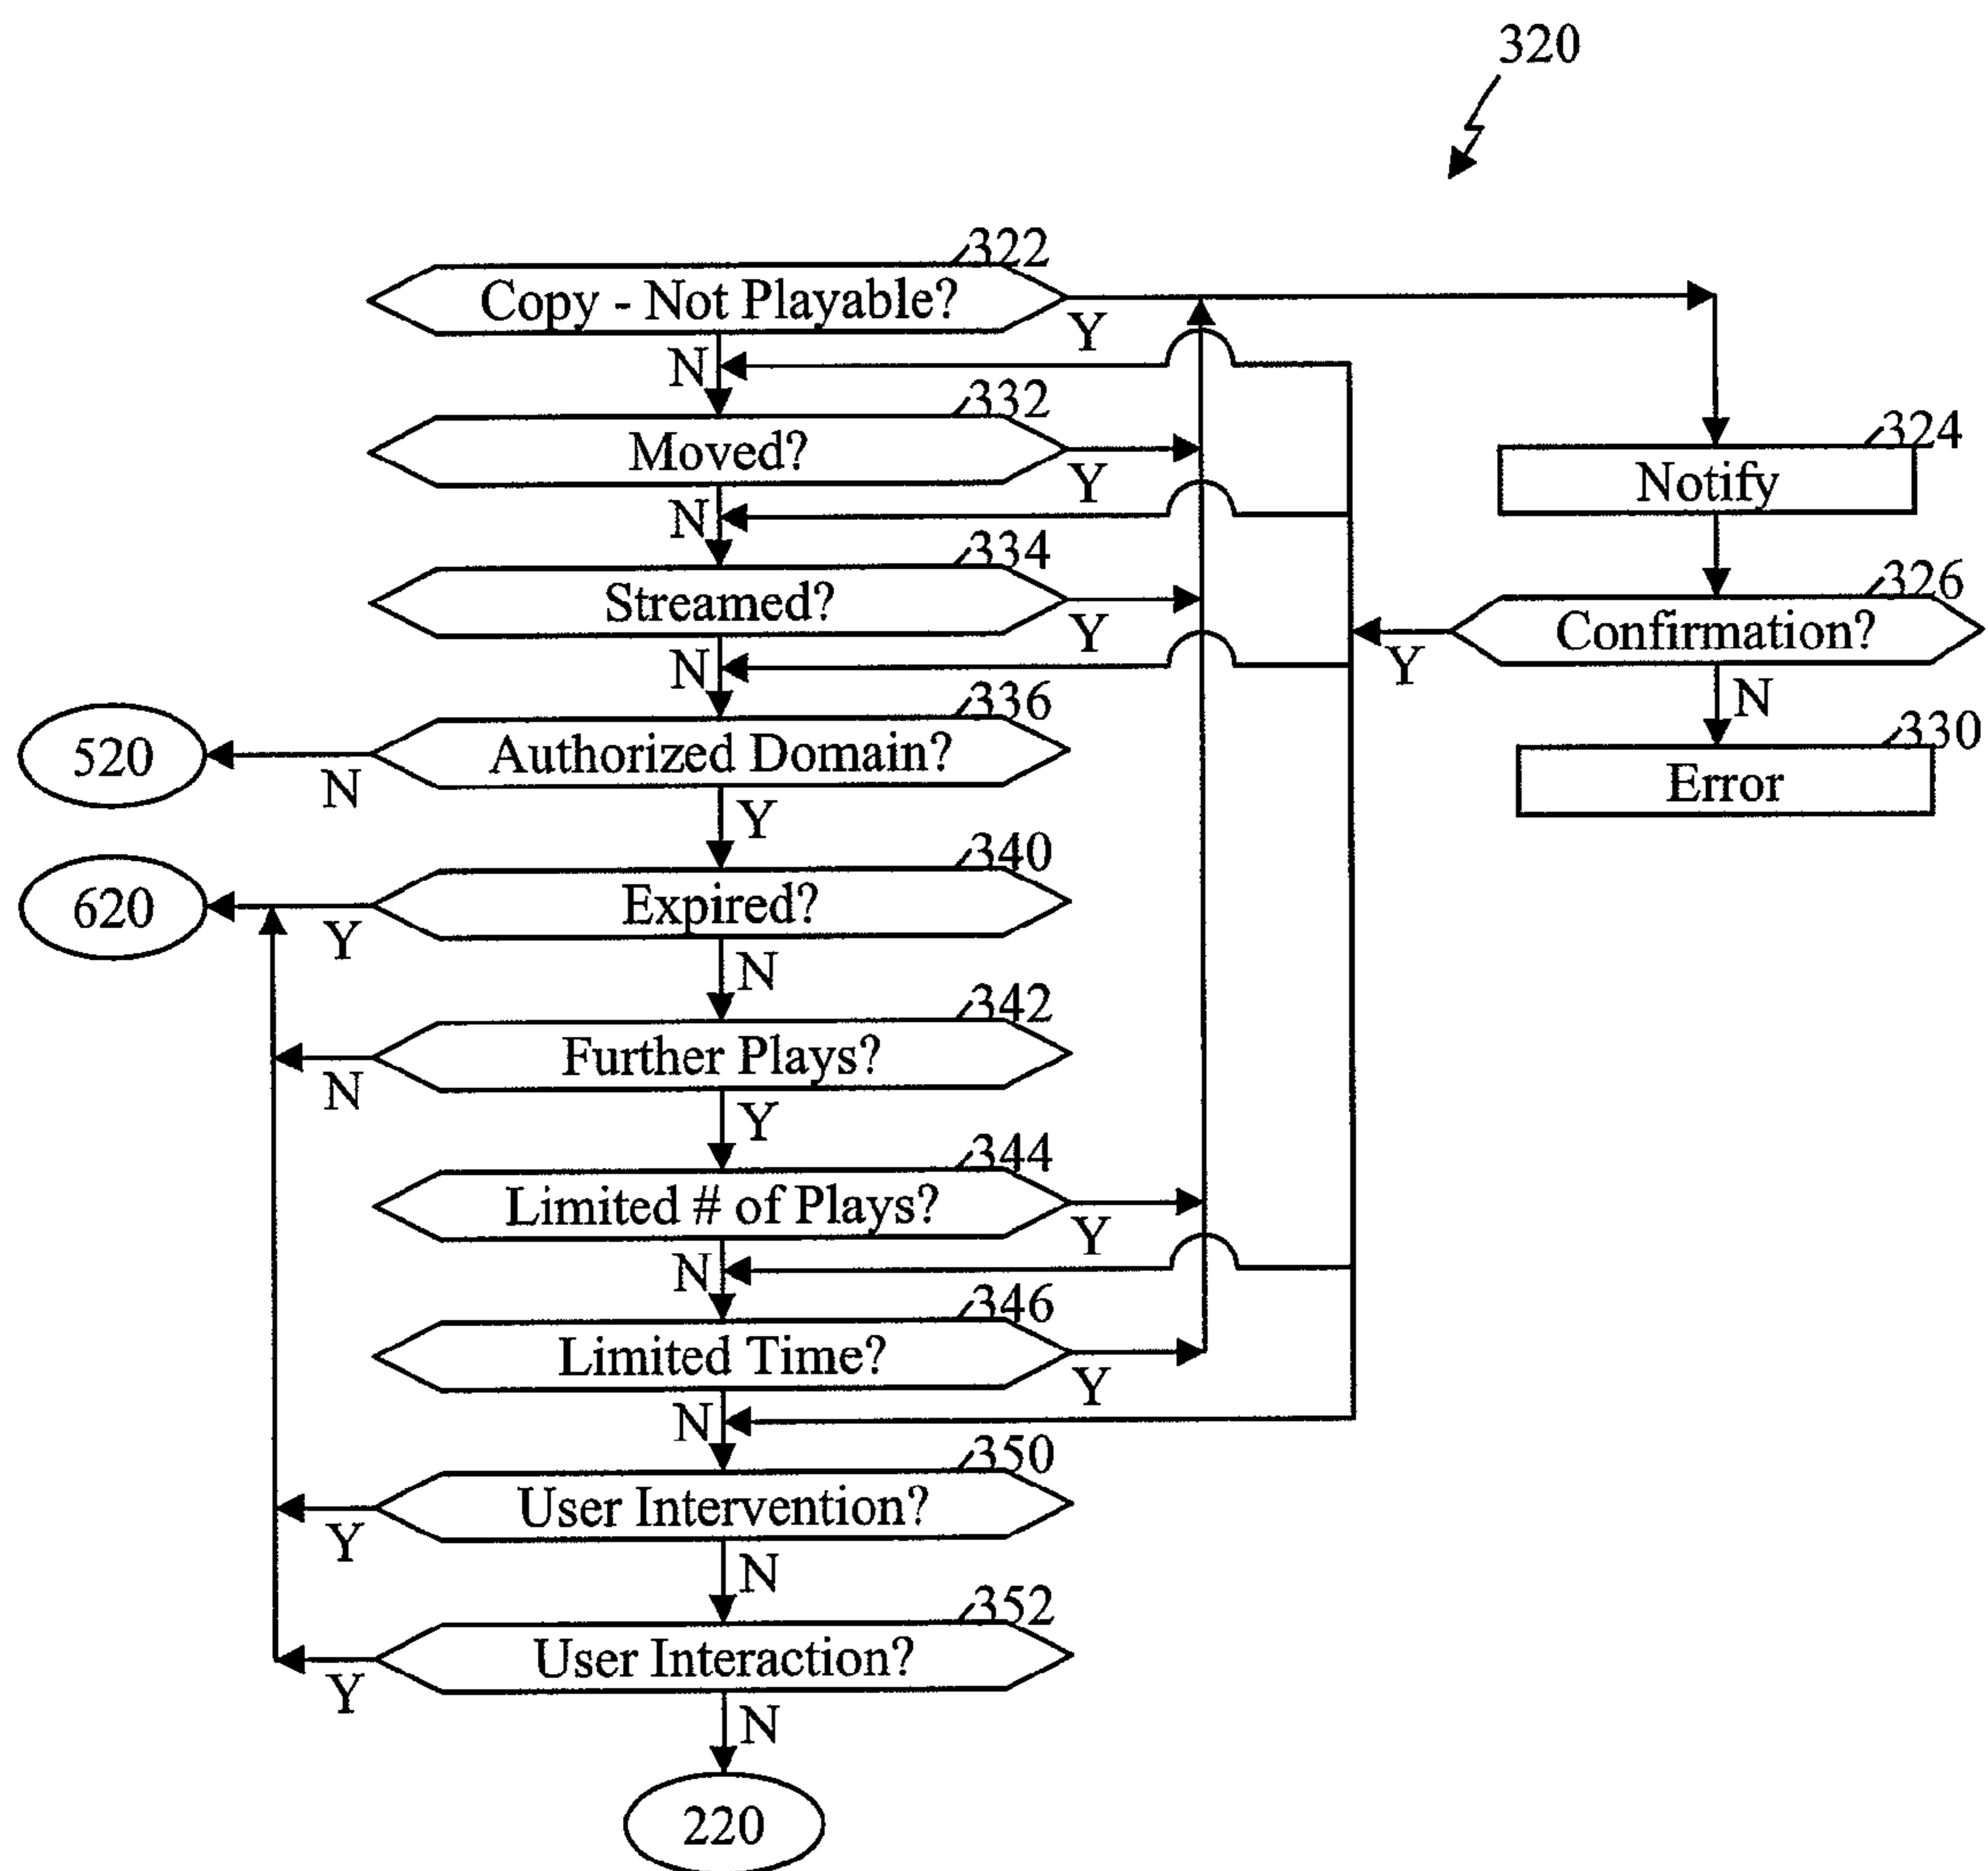 320
322
Copy - Not Playable?
Y
N
332
Moved?
Y
N
324
Notify
334
Streamed?
Y
N
326
Confirmation?
Y
N
336
Authorized Domain?
N
Y
520
330
Error
340
Expired?
Y
N
620
342
Further Plays?
N
Y
344
Limited # of Plays?
Y
N
346
Limited Time?
Y
N
350
User Intervention?
Y
N
352
User Interaction?
Y
N
220